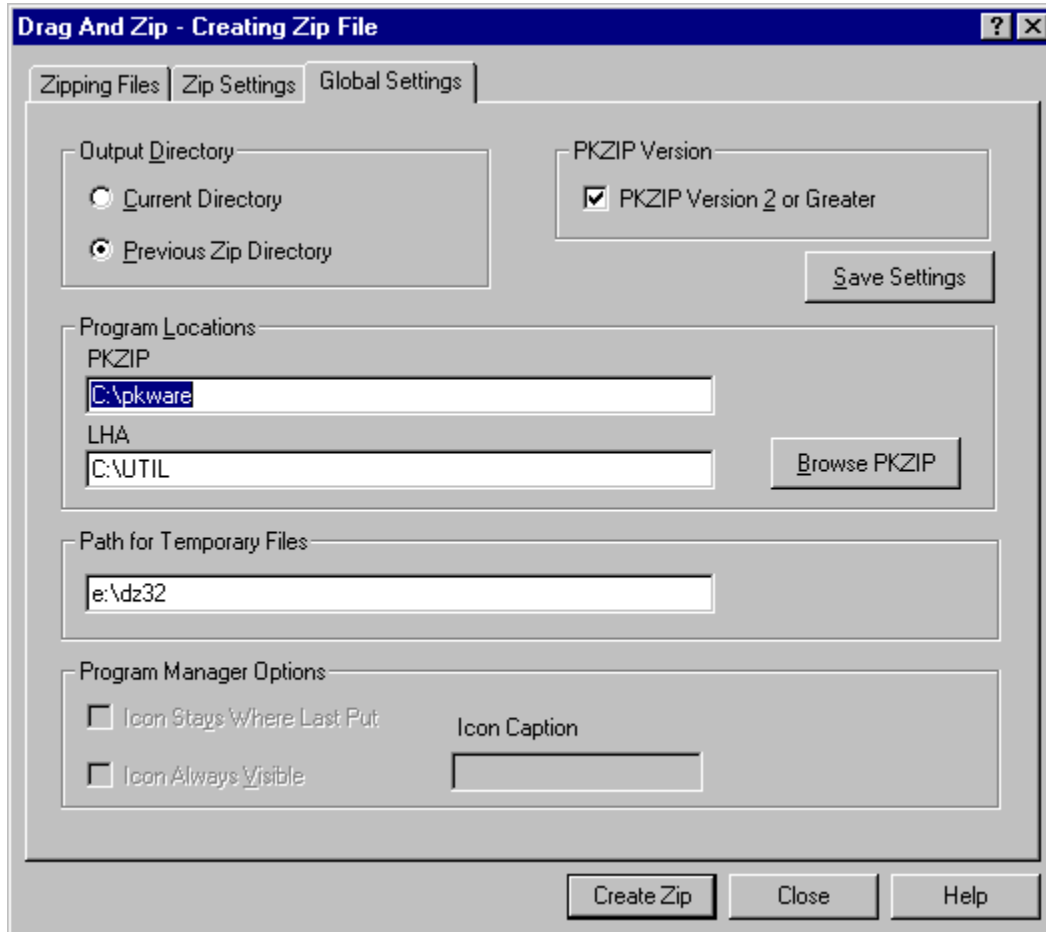 Drag And Zip - Creating Zip File
Zipping Files Zip Settings Global Settings
Output Directory
Current Directory
Previous Zip Directory
PKZIP Version
PKZIP Version 2 or Greater
Save Settings
Program Locations
PKZIP
C:\pkware
LHA
C:\UTIL
Browse PKZIP
Path for Temporary Files
e:\dz32
Program Manager Options
Icon Stays Where Last Put
Icon Always Visible
Icon Caption
Create Zip Close Help